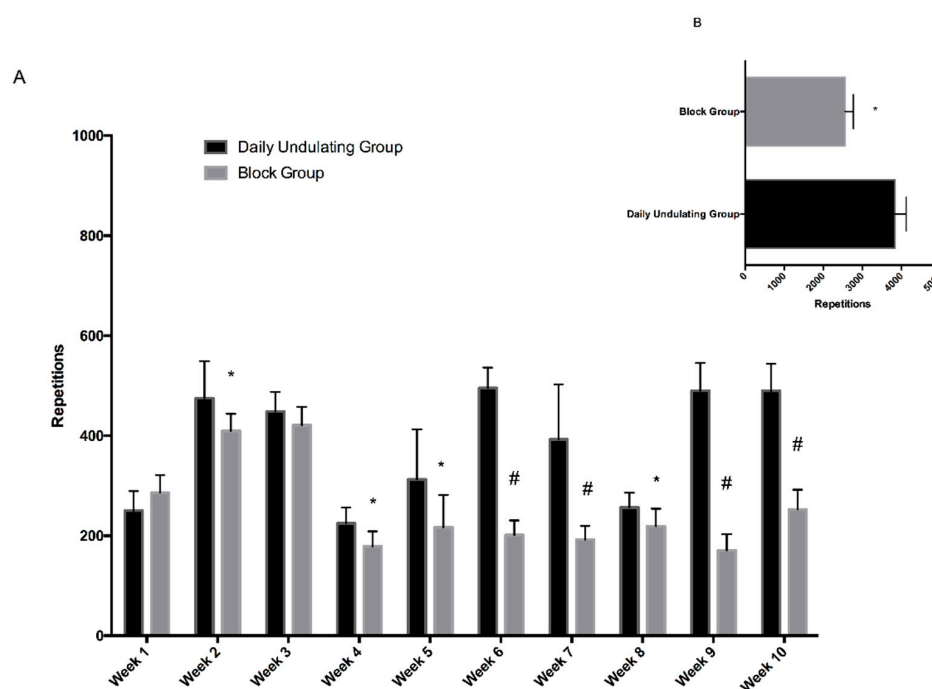 B
A
Block Group
*
Daily Undulating Group
0
1000
2000
3000
4000
Repetitions
Daily Undulating Group
Block Group
1000
800
600
400
200
0
Repetitions
*
*
*
#
#
*
#
#
Week 1
Week 2
Week 3
Week 4
Week 5
Week 6
Week 7
Week 8
Week 9
Week 10